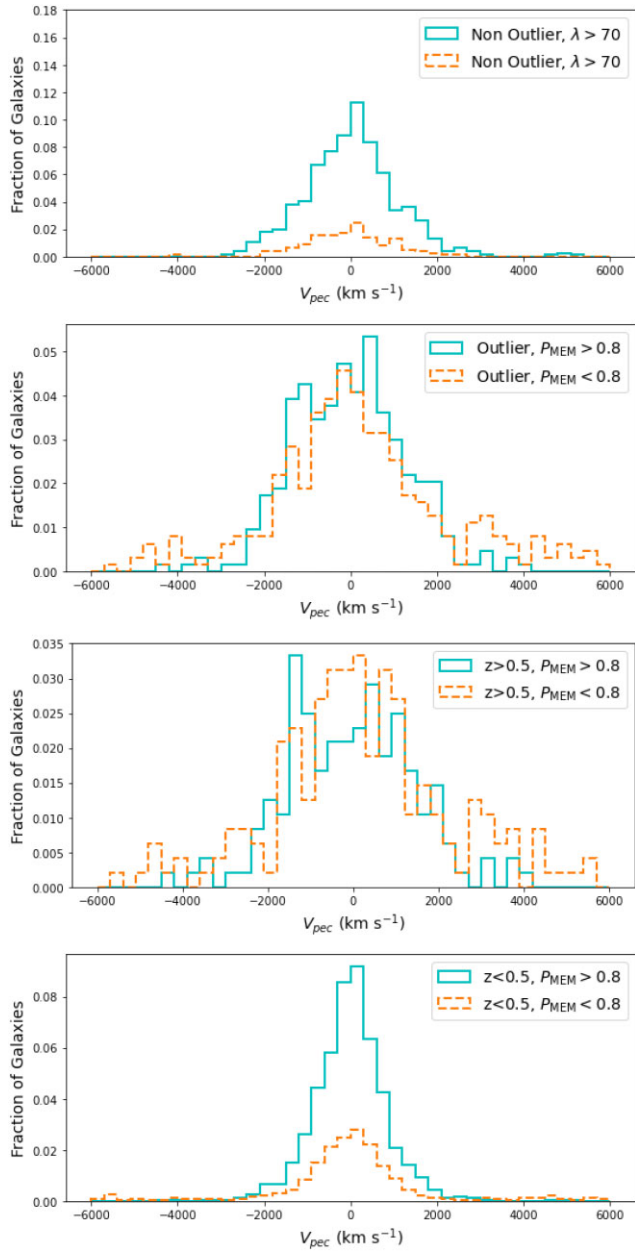 0.18
0.16
0.14
0.12
0.10
0.08
0.06
0.04
0.02
0.00
Fraction of Galaxies
Non Outlier, λ > 70
Non Outlier, λ > 70
−6000 −4000 −2000 0 2000 4000 6000
V_pec (km s⁻¹)
0.05
0.04
0.03
0.02
0.01
0.00
Fraction of Galaxies
Outlier, P_MEM > 0.8
Outlier, P_MEM < 0.8
−6000 −4000 −2000 0 2000 4000 6000
V_pec (km s⁻¹)
0.035
0.030
0.025
0.020
0.015
0.010
0.005
0.000
Fraction of Galaxies
z>0.5, P_MEM > 0.8
z>0.5, P_MEM < 0.8
−6000 −4000 −2000 0 2000 4000 6000
V_pec (km s⁻¹)
0.08
0.06
0.04
0.02
0.00
Fraction of Galaxies
z<0.5, P_MEM > 0.8
z<0.5, P_MEM < 0.8
−6000 −4000 −2000 0 2000 4000 6000
V_pec (km s⁻¹)